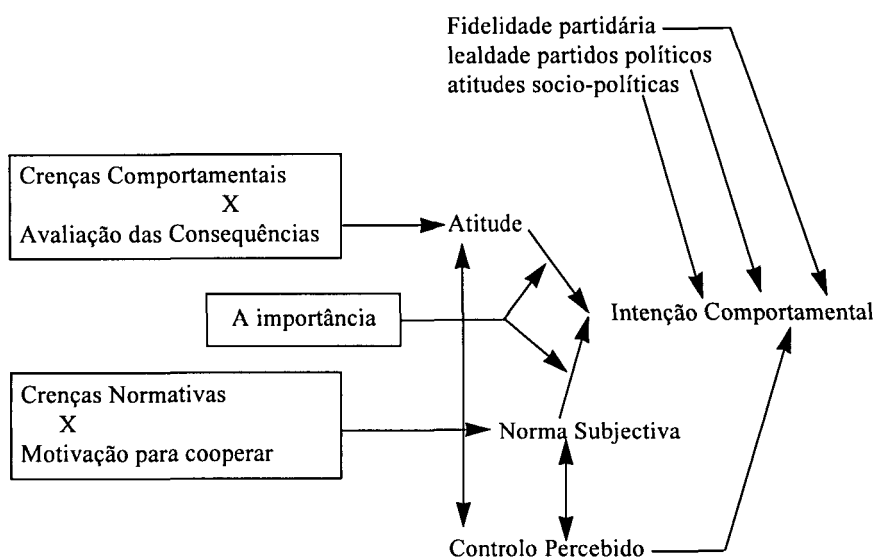 Fidelidade partidária
lealdade partidos políticos
atitudes socio-políticas
Crenças Comportamentais
X
Avaliação das Consequências
Atitude
A importância
Intenção Comportamental
Crenças Normativas
X
Motivação para cooperar
Norma Subjectiva
Controlo Percebido